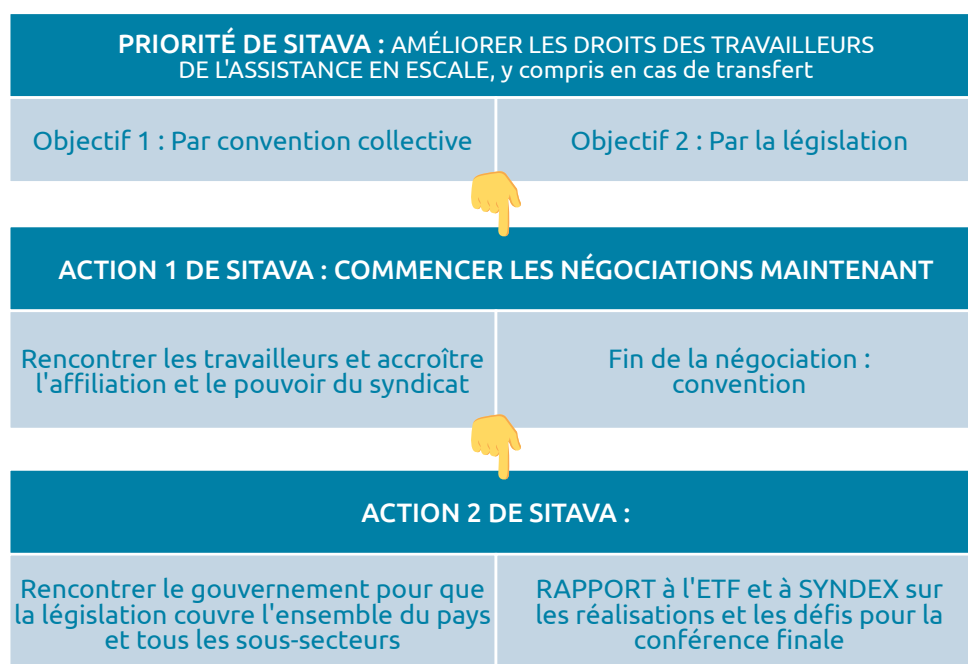 PRIORITÉ DE SITAVA : AMÉLIORER LES DROITS DES TRAVAILLEURS
DE L'ASSISTANCE EN ESCALE, y compris en cas de transfert
Objectif 1 : Par convention collective
Objectif 2 : Par la législation
ACTION 1 DE SITAVA : COMMENCER LES NÉGOCIATIONS MAINTENANT
Rencontrer les travailleurs et accroître
l'affiliation et le pouvoir du syndicat
Fin de la négociation :
convention
ACTION 2 DE SITAVA :
Rencontrer le gouvernement pour que
la législation couvre l'ensemble du pays
et tous les sous-secteurs
RAPPORT à l'ETF et à SYNDEX sur
les réalisations et les défis pour la
conférence finale